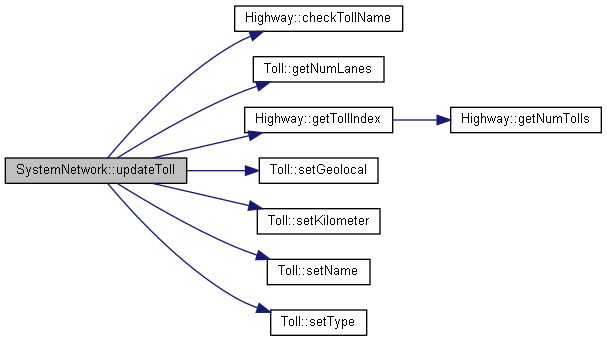 Highway::checkTollName
Toll::getNumLanes
Highway::getTollIndex
Highway::getNumTolls
SystemNetwork::updateToll
Toll::setGeolocal
Toll::setKilometer
Toll::setName
Toll::setType